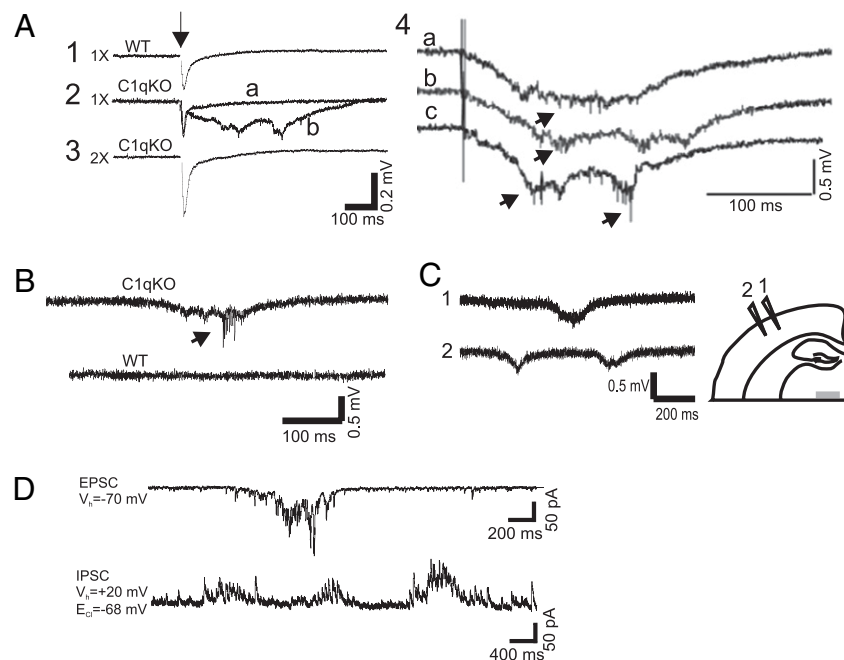 A
1 1X WT
2 1X C1qKO a
b
3 2X C1qKO
0.2 mV
100 ms
4
a
b
c
0.5 mV
100 ms
B
C1qKO
WT
0.5 mV
100 ms
C
1
2
0.5 mV
200 ms
2 1
D
EPSC
Vh=-70 mV
50 pA
200 ms
IPSC
Vh=+20 mV
ECl=-68 mV
50 pA
400 ms